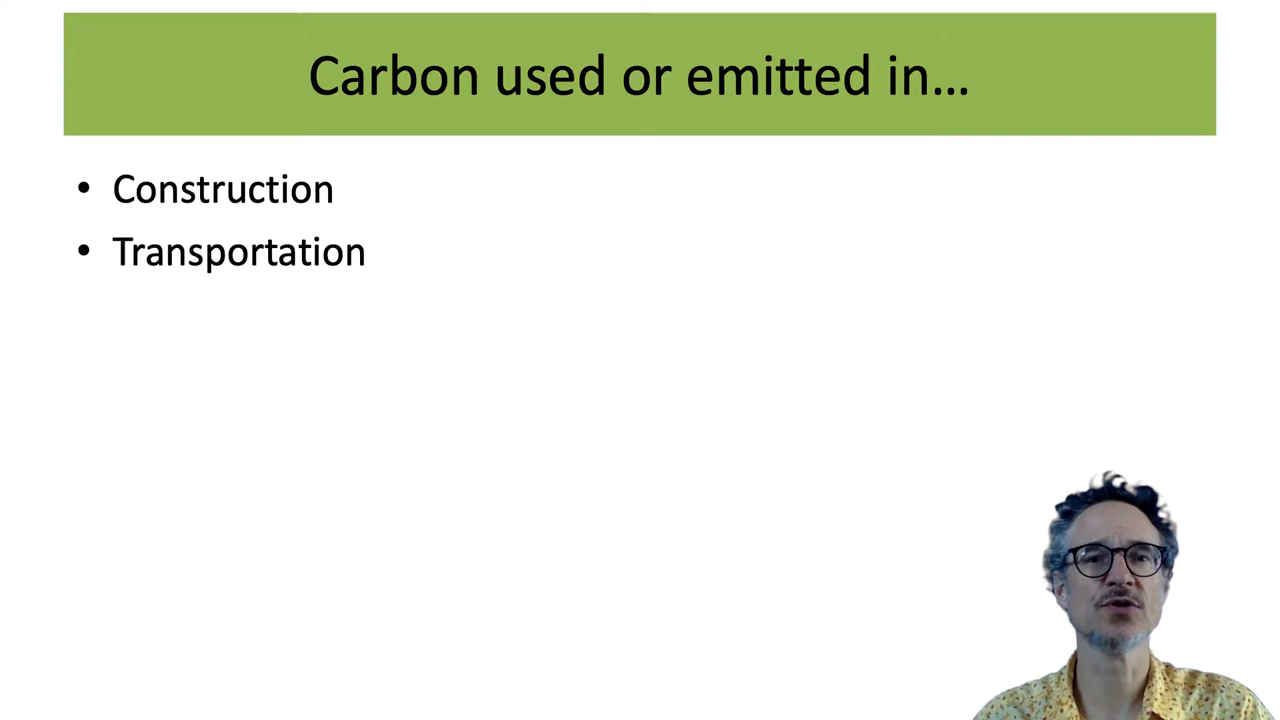 Carbon used or emitted in…
• Construction
• Transportation